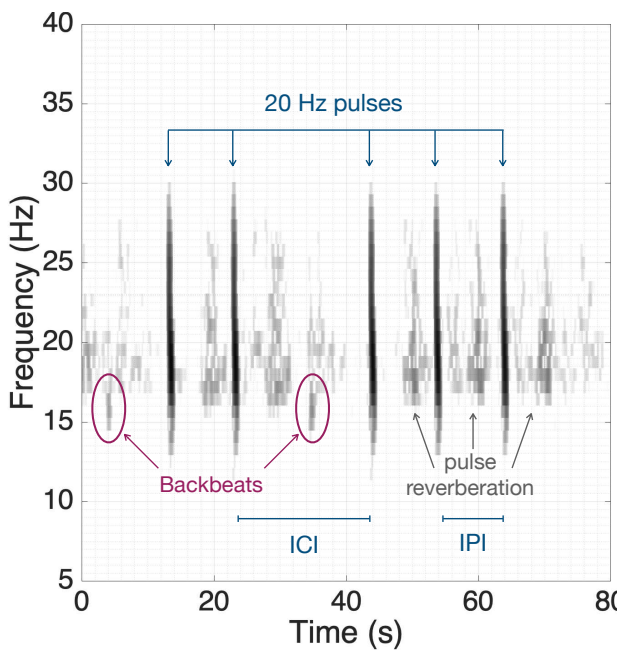 40
35
30
25
20
15
10
5
Frequency (Hz)
20 Hz pulses
Backbeats
pulse
reverberation
ICI
IPI
0
20
40
60
80
Time (s)